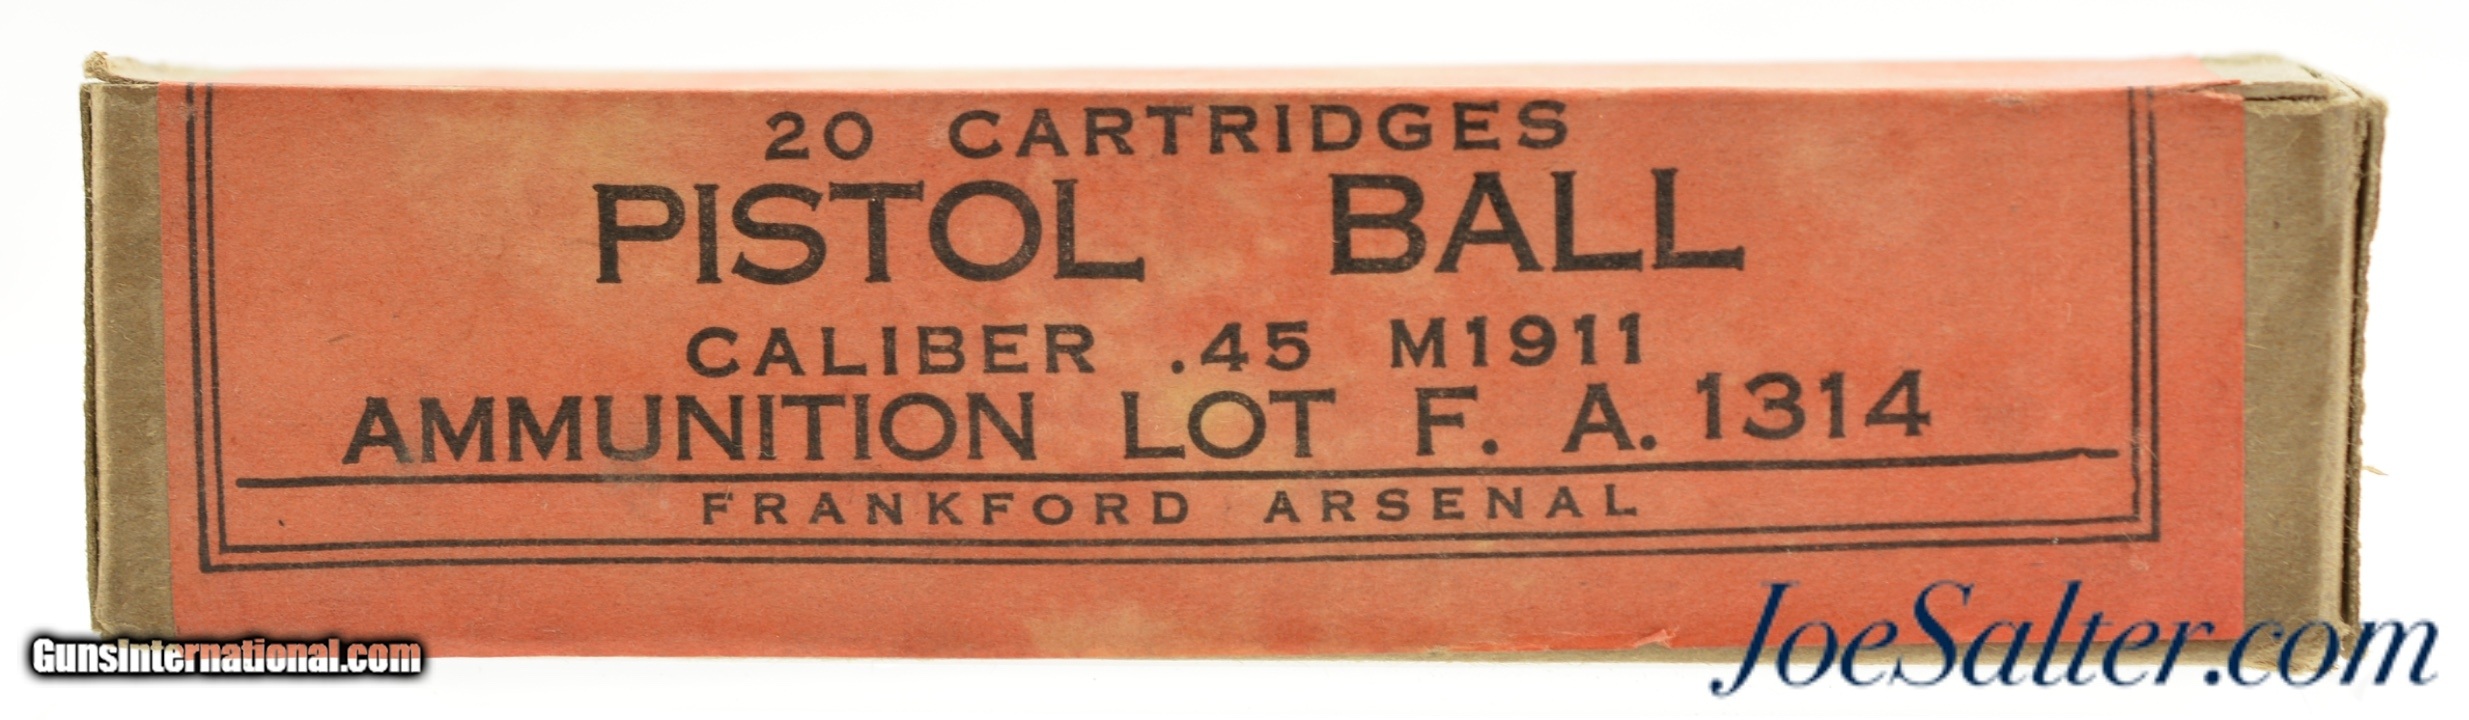 20 CARTRIDGES
PISTOL BALL
CALIBER .45 M1911
AMMUNITION LOT F. A. 1314
FRANKFORD ARSENAL
GunsInternational.com
JoeSalter.com